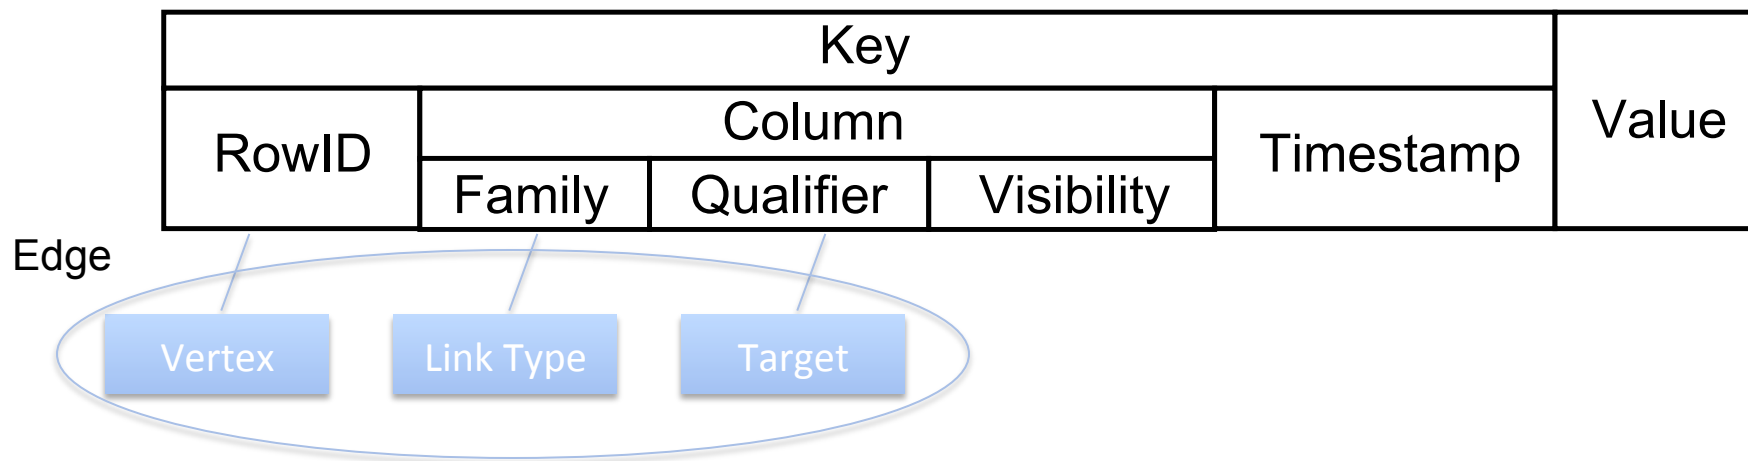 Key
Value
RowID
Column
Timestamp
Family
Qualifier
Visibility
Edge
Vertex
Link Type
Target